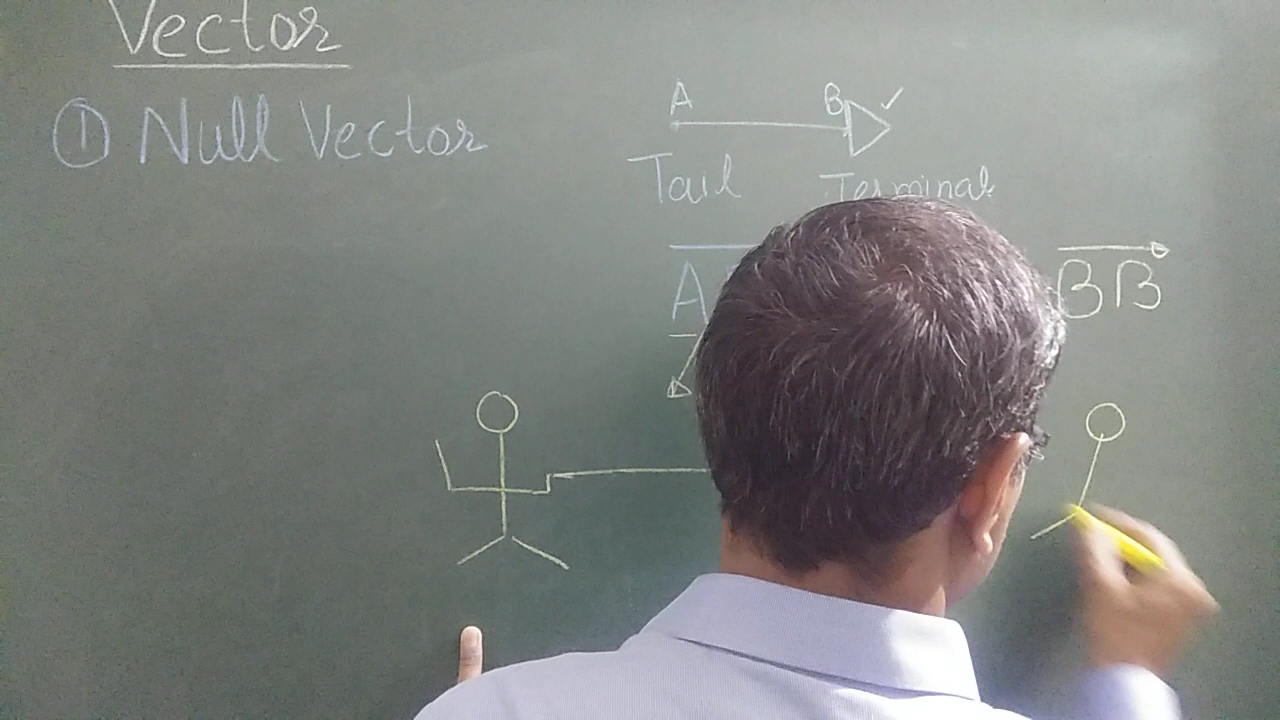 Vector
① Null Vector
A B
Tail Terminal
A BB